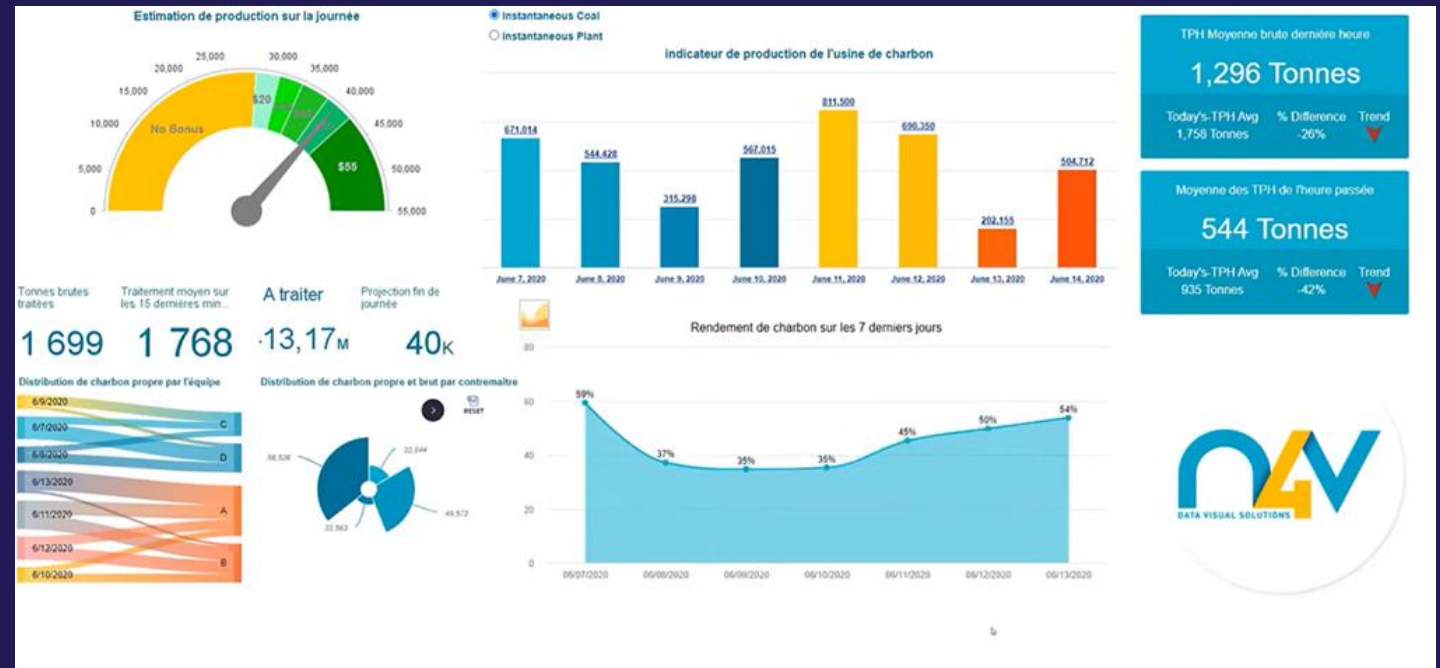 Estimation de production sur la journée
0
5,000
10,000
15,000
20,000
25,000
30,000
35,000
40,000
45,000
50,000
55,000
No Bonus
$20
$55
Instantaneous Coal
Instantaneous Plant
indicateur de production de l'usine de charbon
671,014
544,428
315,298
567,015
811,500
690,350
202,155
504,712
June 7, 2020
June 8, 2020
June 9, 2020
June 10, 2020
June 11, 2020
June 12, 2020
June 13, 2020
June 14, 2020
TPH Moyenne brute dernière heure
1,296 Tonnes
Today's-TPH Avg % Difference Trend
1,758 Tonnes -26%
Moyenne des TPH de l'heure passée
544 Tonnes
Today's-TPH Avg % Difference Trend
935 Tonnes -42%
Tonnes brutes
traitées
1 699
Traitement moyen sur
les 15 dernières min...
1 768
A traiter
-13,17M
Projection fin de
journée
40K
Distribution de charbon propre par l'équipe
6/9/2020
6/7/2020
6/8/2020
6/13/2020
6/11/2020
6/12/2020
6/10/2020
C
D
A
B
Distribution de charbon propre et brut par contremaître
RESET
49,572
Rendement de charbon sur les 7 derniers jours
80
60
40
20
0
59%
37%
35%
35%
45%
50%
54%
06/07/2020
06/08/2020
06/09/2020
06/10/2020
06/11/2020
06/12/2020
06/13/2020
n4V
DATA VISUAL SOLUTIONS